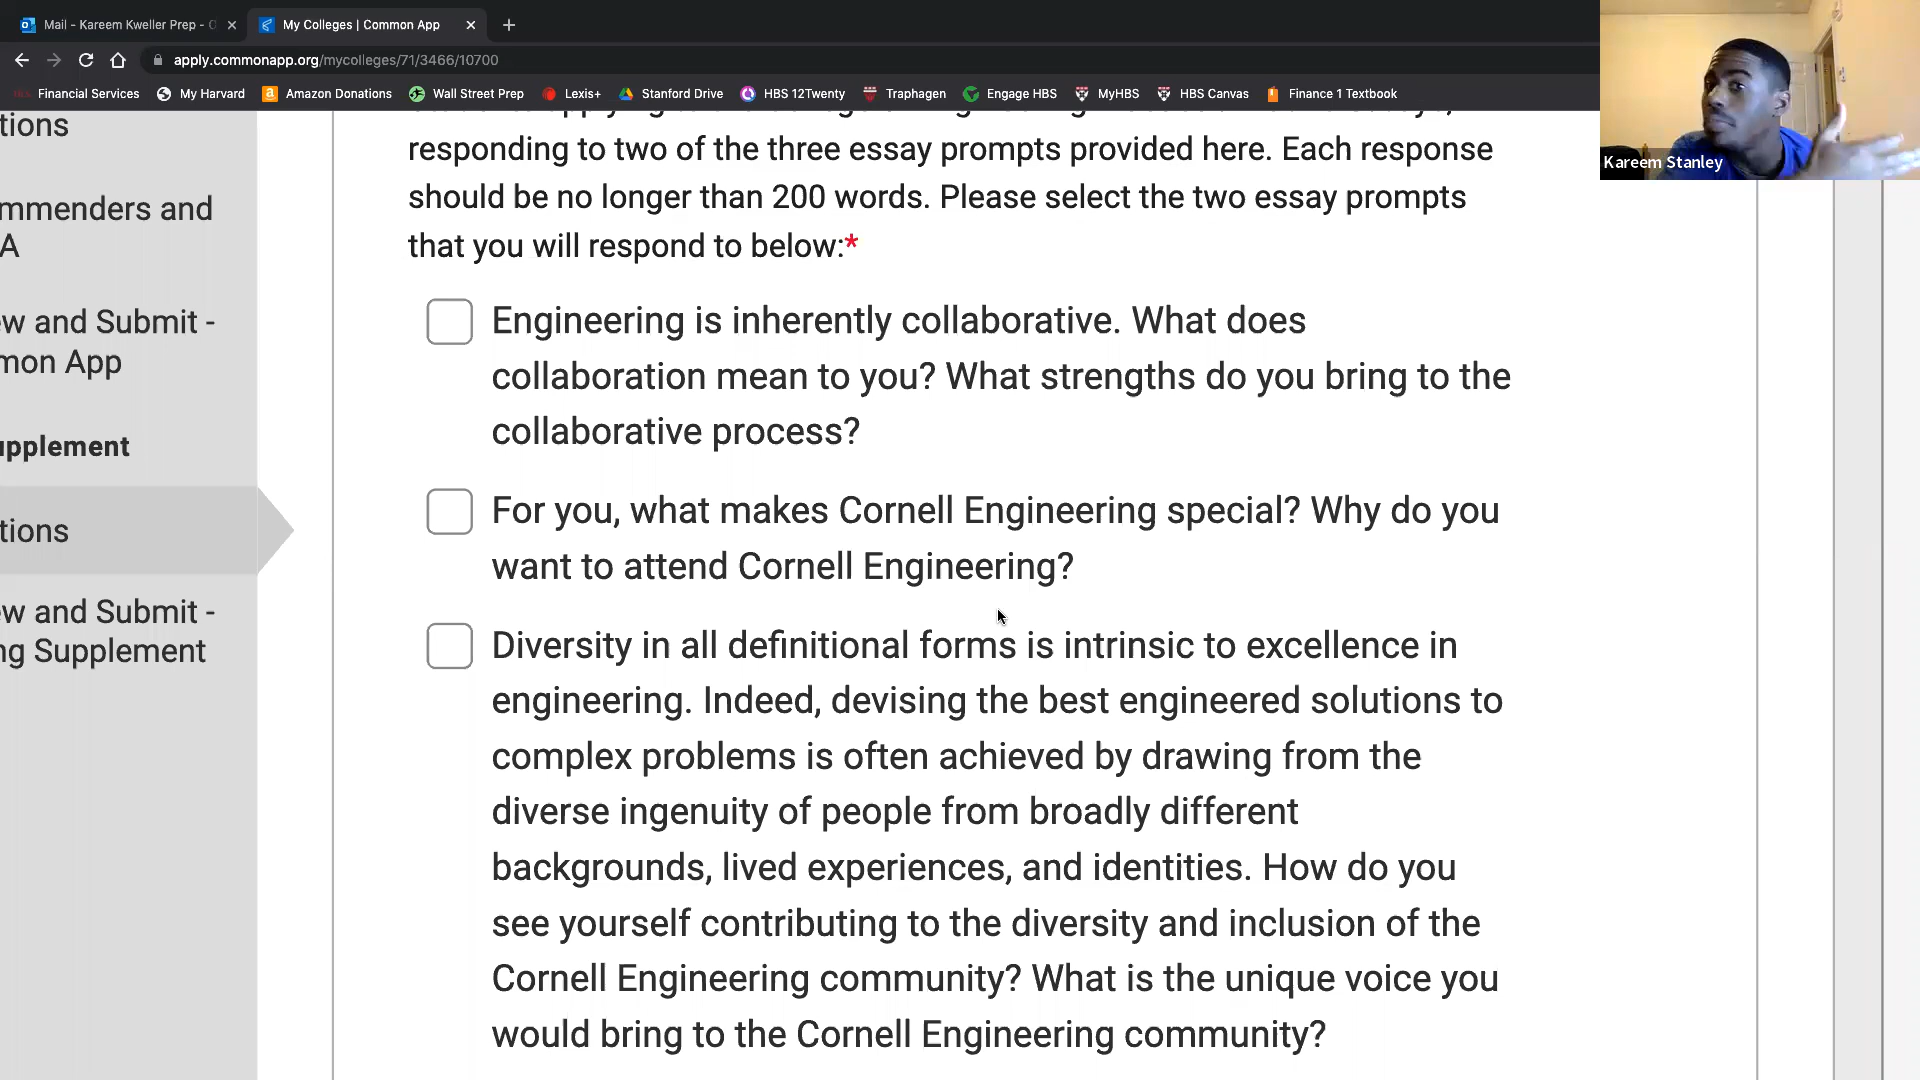 Mail - Kareem Kweller Prep -
My Colleges | Common App
apply.commonapp.org/mycolleges/71/3466/10700
Financial Services My Harvard Amazon Donations Wall Street Prep Lexis+ Stanford Drive HBS 12Twenty Traphagen Engage HBS MyHBS HBS Canvas Finance 1 Textbook
Kareem Stanley
tions
mmenders and
A
ew and Submit -
mon App
upplement
tions
ew and Submit -
ng Supplement
responding to two of the three essay prompts provided here. Each response
should be no longer than 200 words. Please select the two essay prompts
that you will respond to below:*
Engineering is inherently collaborative. What does
collaboration mean to you? What strengths do you bring to the
collaborative process?
For you, what makes Cornell Engineering special? Why do you
want to attend Cornell Engineering?
Diversity in all definitional forms is intrinsic to excellence in
engineering. Indeed, devising the best engineered solutions to
complex problems is often achieved by drawing from the
diverse ingenuity of people from broadly different
backgrounds, lived experiences, and identities. How do you
see yourself contributing to the diversity and inclusion of the
Cornell Engineering community? What is the unique voice you
would bring to the Cornell Engineering community?